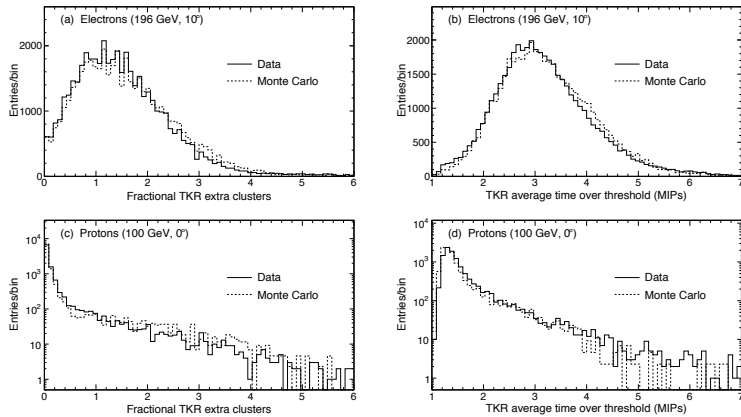 (a) Electrons (196 GeV, 10°)
Data
Monte Carlo
Entries/bin
2000
1000
0
0 1 2 3 4 5 6
Fractional TKR extra clusters
(b) Electrons (196 GeV, 10°)
Data
Monte Carlo
Entries/bin
2000
1500
1000
500
0
1 2 3 4 5 6 7
TKR average time over threshold (MIPs)
(c) Protons (100 GeV, 0°)
Data
Monte Carlo
Entries/bin
10⁴
10³
10²
10
1
0 1 2 3 4 5 6
Fractional TKR extra clusters
(d) Protons (100 GeV, 0°)
Data
Monte Carlo
Entries/bin
10⁴
10³
10²
10
1
1 2 3 4 5 6 7
TKR average time over threshold (MIPs)